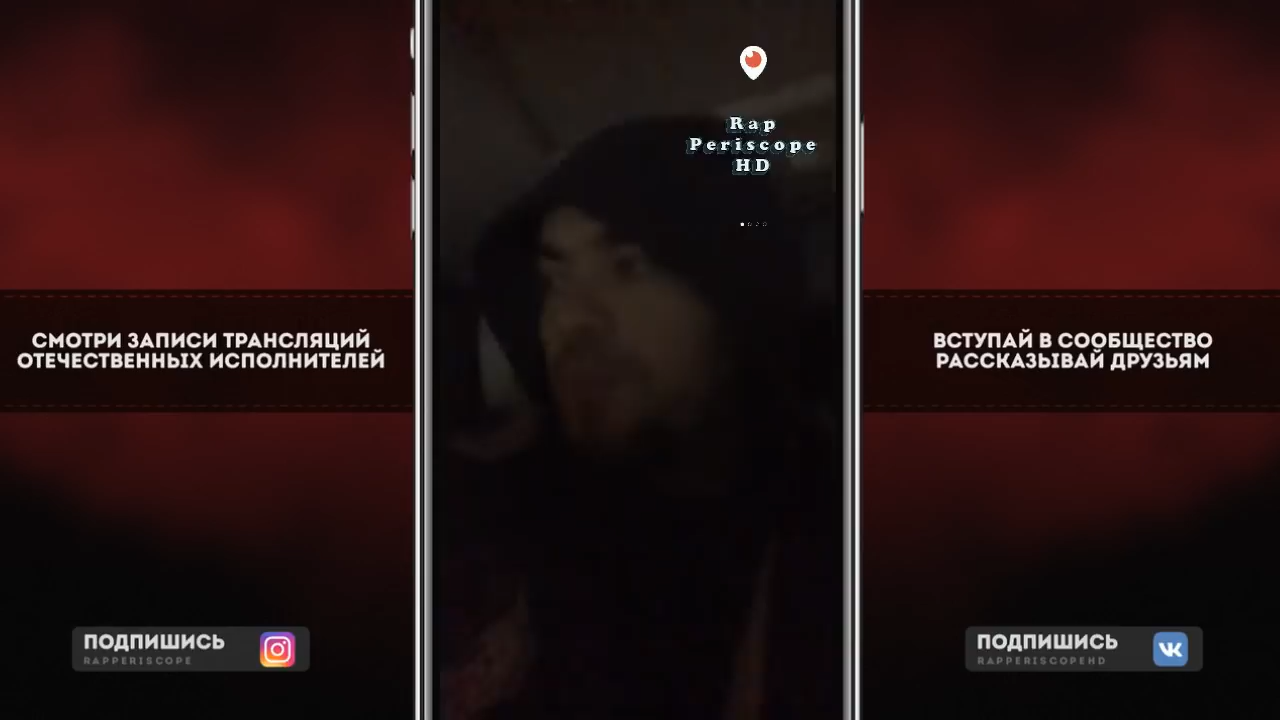 Rap
Periscope
HD
СМОТРИ ЗАПИСИ ТРАНСЛЯЦИЙ
ОТЕЧЕСТВЕННЫХ ИСПОЛНИТЕЛЕЙ
ВСТУПАЙ В СООБЩЕСТВО
РАССКАЗЫВАЙ ДРУЗЬЯМ
ПОДПИШИСЬ
RAPPERISCOPE
ПОДПИШИСЬ
RAPPERISCOPEHD